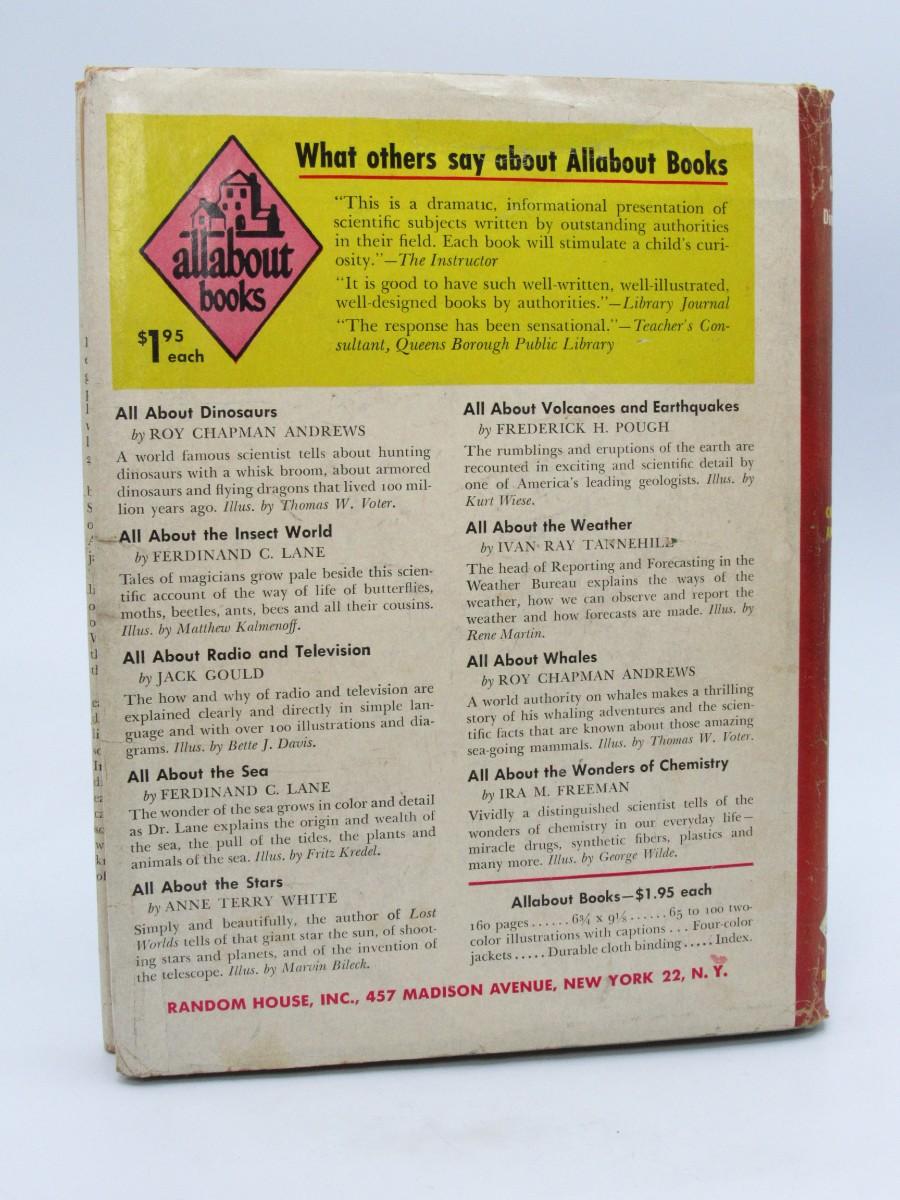 What others say about Allabout Books
"This is a dramatic, informational presentation of
scientific subjects written by outstanding authorities
in their field. Each book will stimulate a child's curi-
osity."—The Instructor
"It is good to have such well-written, well-illustrated,
well-designed books by authorities."—Library Journal
"The response has been sensational."—Teacher's Con-
sultant, Queens Borough Public Library
allabout
books
$1.95
each
All About Dinosaurs
by ROY CHAPMAN ANDREWS
A world famous scientist tells about hunting
dinosaurs with a whisk broom, about armored
dinosaurs and flying dragons that lived 100 mil-
lion years ago. Illus. by Thomas W. Voter.
All About the Insect World
by FERDINAND C. LANE
Tales of magicians grow pale beside this scien-
tific account of the way of life of butterflies,
moths, beetles, ants, bees and all their cousins.
Illus. by Matthew Kalmenoff.
All About Radio and Television
by JACK GOULD
The how and why of radio and television are
explained clearly and directly in simple lan-
guage and with over 100 illustrations and dia-
grams. Illus. by Bette J. Davis.
All About the Sea
by FERDINAND C. LANE
The wonder of the sea grows in color and detail
as Dr. Lane explains the origin and wealth of
the sea, the pull of the tides, the plants and
animals of the sea. Illus. by Fritz Kredel.
All About the Stars
by ANNE TERRY WHITE
Simply and beautifully, the author of Lost
Worlds tells of that giant star the sun, of shoot-
ing stars and planets, and of the invention of
the telescope. Illus. by Marvin Bileck.
All About Volcanoes and Earthquakes
by FREDERICK H. POUGH
The rumblings and eruptions of the earth are
recounted in exciting and scientific detail by
one of America's leading geologists. Illus. by
Kurt Wiese.
All About the Weather
by IVAN RAY TANNEHILL
The head of Reporting and Forecasting in the
Weather Bureau explains the ways of the
weather, how we can observe and report the
weather and how forecasts are made. Illus. by
Rene Martin.
All About Whales
by ROY CHAPMAN ANDREWS
A world authority on whales makes a thrilling
story of his whaling adventures and the scien-
tific facts that are known about those amazing
sea-going mammals. Illus. by Thomas W. Voter.
All About the Wonders of Chemistry
by IRA M. FREEMAN
Vividly a distinguished scientist tells of the
wonders of chemistry in our everyday life—
miracle drugs, synthetic fibers, plastics and
many more. Illus. by George Wilde.
Allabout Books—$1.95 each
160 pages......6¾ x 9⅛......65 to 100 two-
color illustrations with captions ... Four-color
jackets.....Durable cloth binding.....Index.
RANDOM HOUSE, INC., 457 MADISON AVENUE, NEW YORK 22, N. Y.